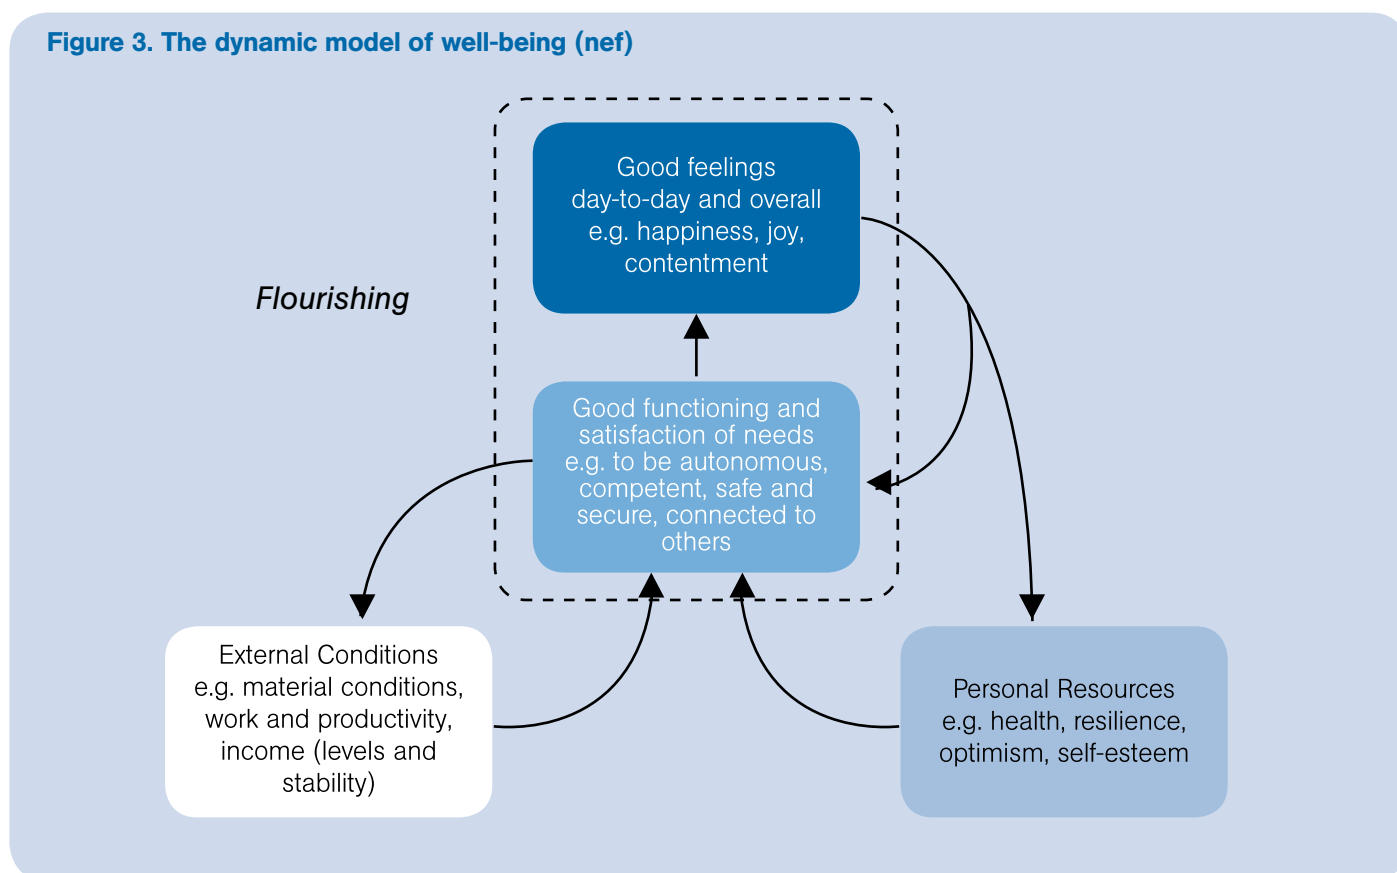 Figure 3. The dynamic model of well-being (nef)
Good feelings
day-to-day and overall
e.g. happiness, joy,
contentment
Flourishing
Good functioning and
satisfaction of needs
e.g. to be autonomous,
competent, safe and
secure, connected to
others
External Conditions
e.g. material conditions,
work and productivity,
income (levels and
stability)
Personal Resources
e.g. health, resilience,
optimism, self-esteem